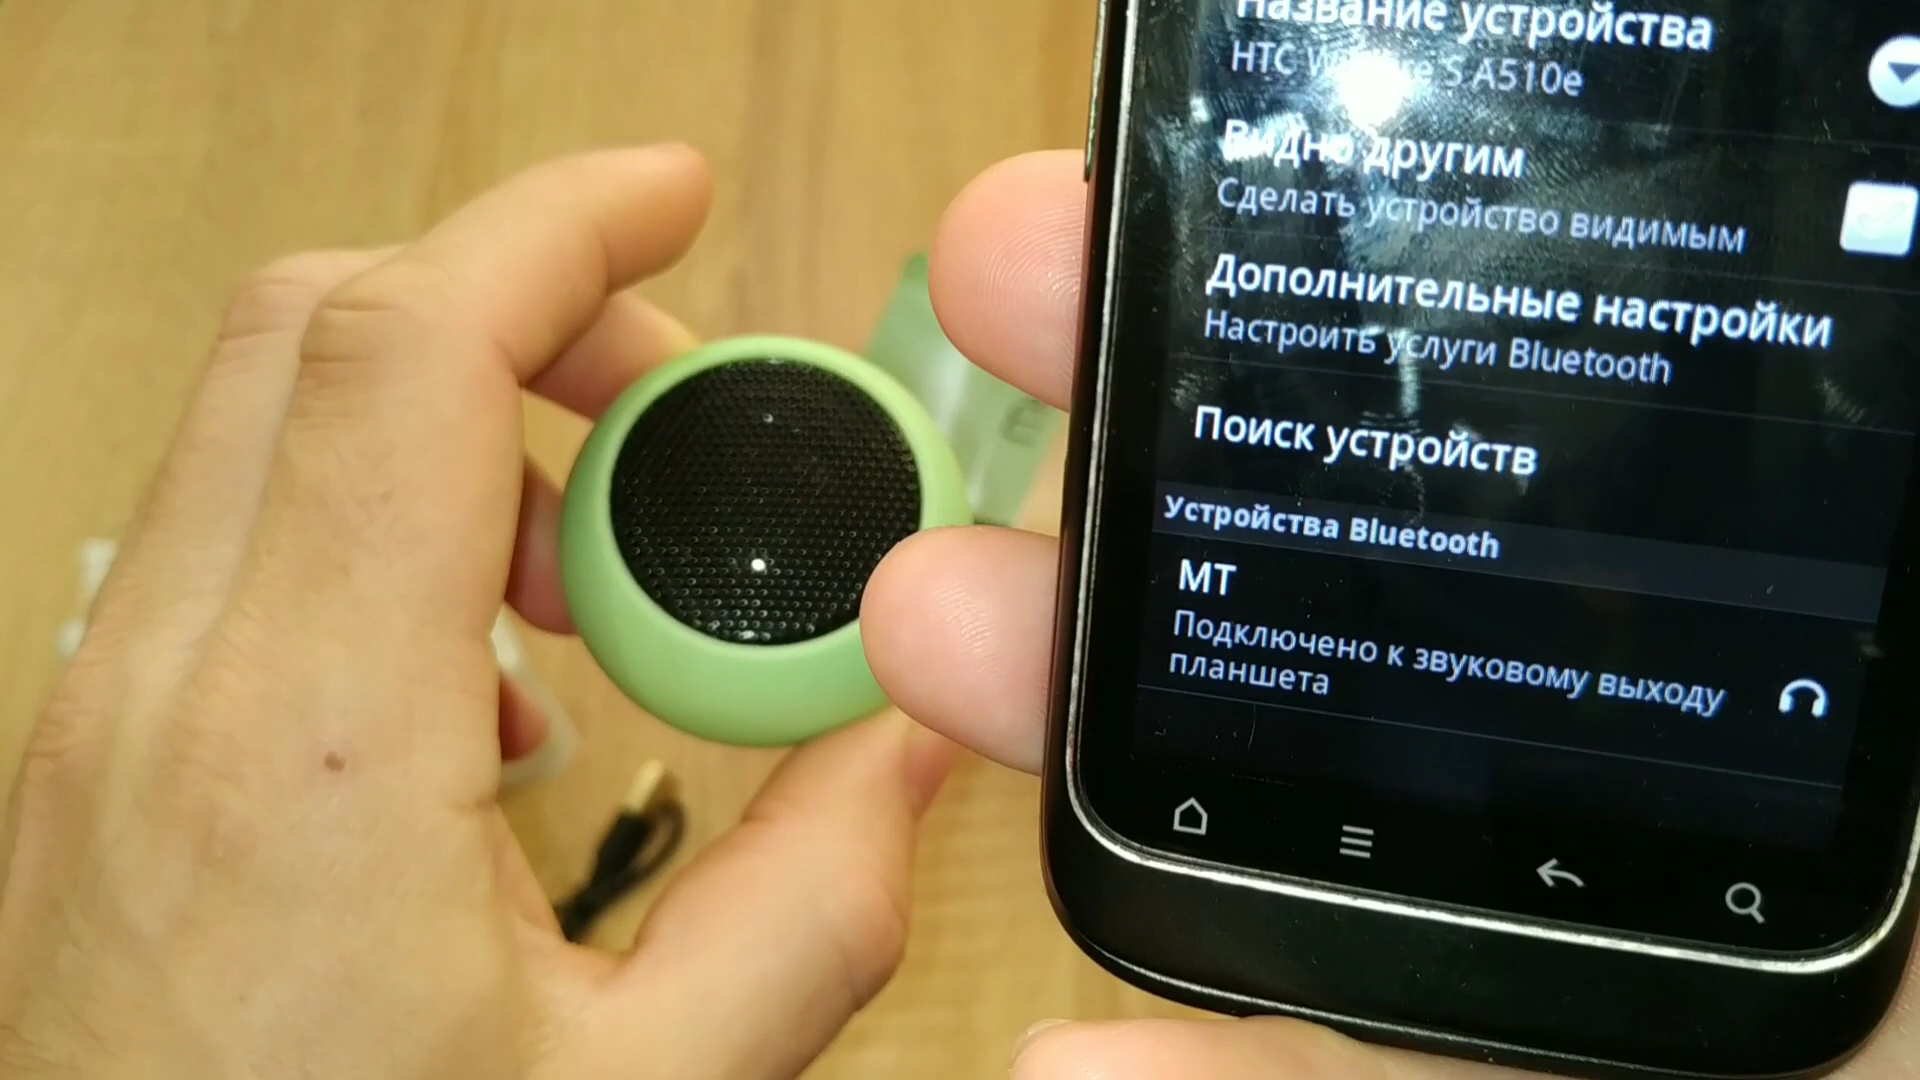 Название устройства
HTC S A510e
Видно другим
Сделать устройство видимым
Дополнительные настройки
Настроить услуги Bluetooth
Поиск устройств
Устройства Bluetooth
MT
Подключено к звуковому выходу
планшета